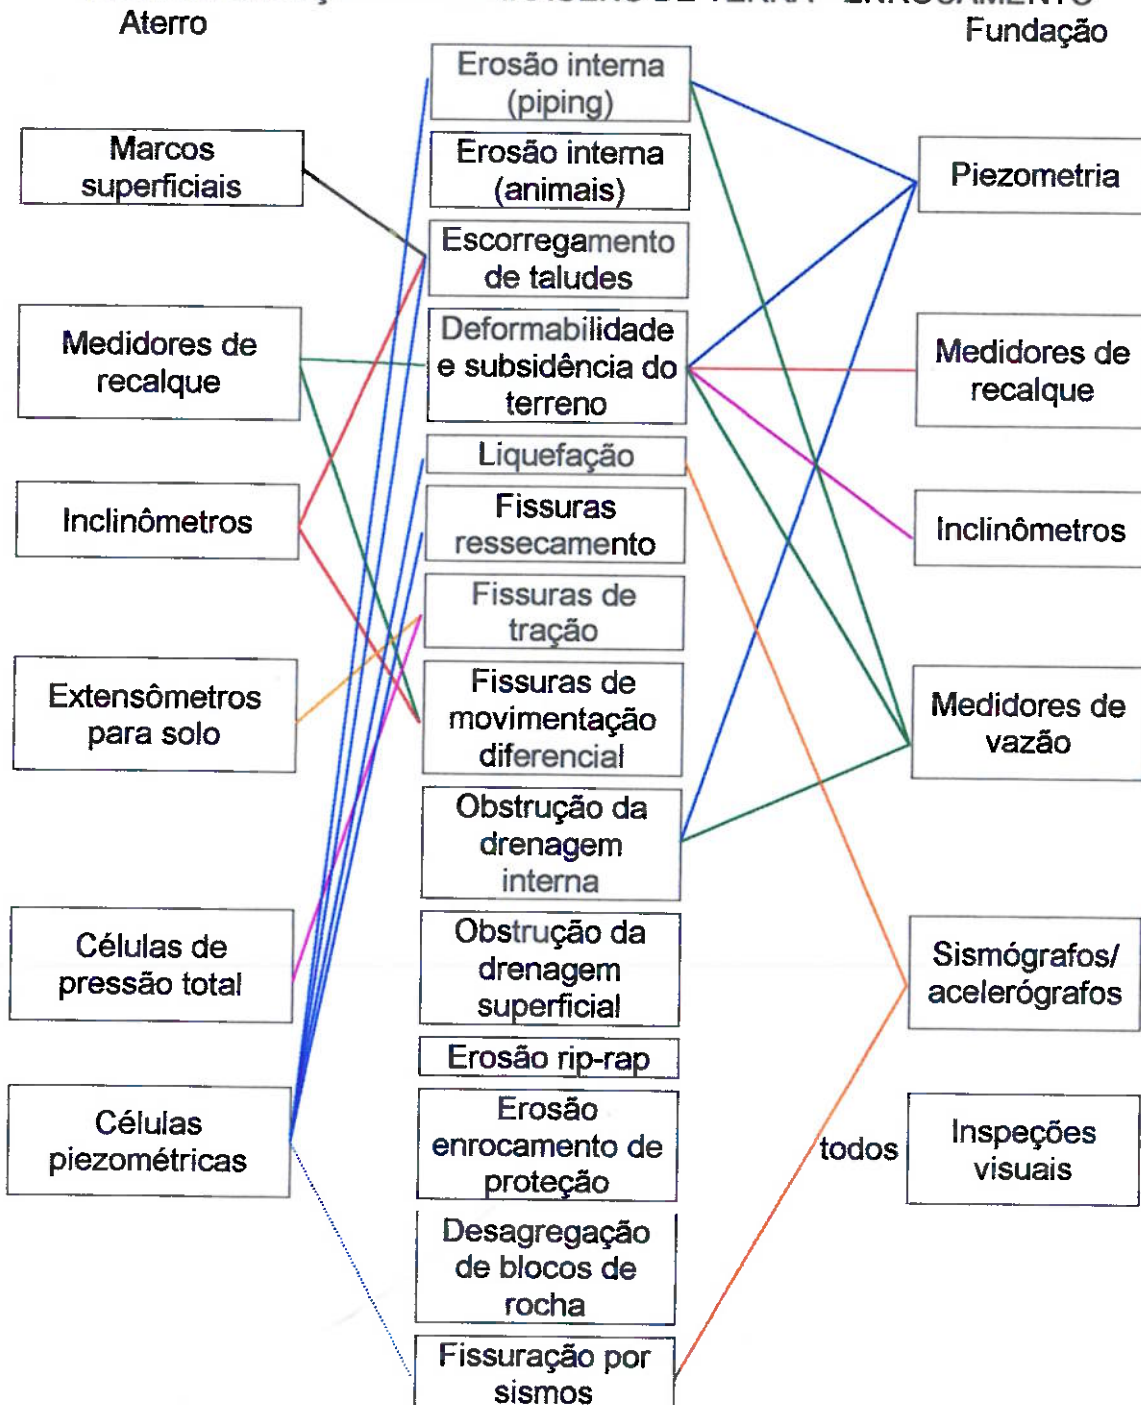 DE TERRA - ENROCAMENTO
Aterro
Fundação
Erosão interna
(piping)
Erosão interna
(animais)
Escorregamento
de taludes
Deformabilidade
e subsidência do
terreno
Liquefação
Fissuras
ressecamento
Fissuras de
tração
Fissuras de
movimentação
diferencial
Obstrução da
drenagem
interna
Obstrução da
drenagem
superficial
Erosão rip-rap
Erosão
enrocamento de
proteção
Desagregação
de blocos de
rocha
Fissuração por
sismos
Marcos
superficiais
Medidores de
recalque
Inclinômetros
Extensômetros
para solo
Células de
pressão total
Células
piezométricas
Piezometria
Medidores de
recalque
Inclinômetros
Medidores de
vazão
Sismógrafos/
acelerógrafos
todos
Inspeções
visuais